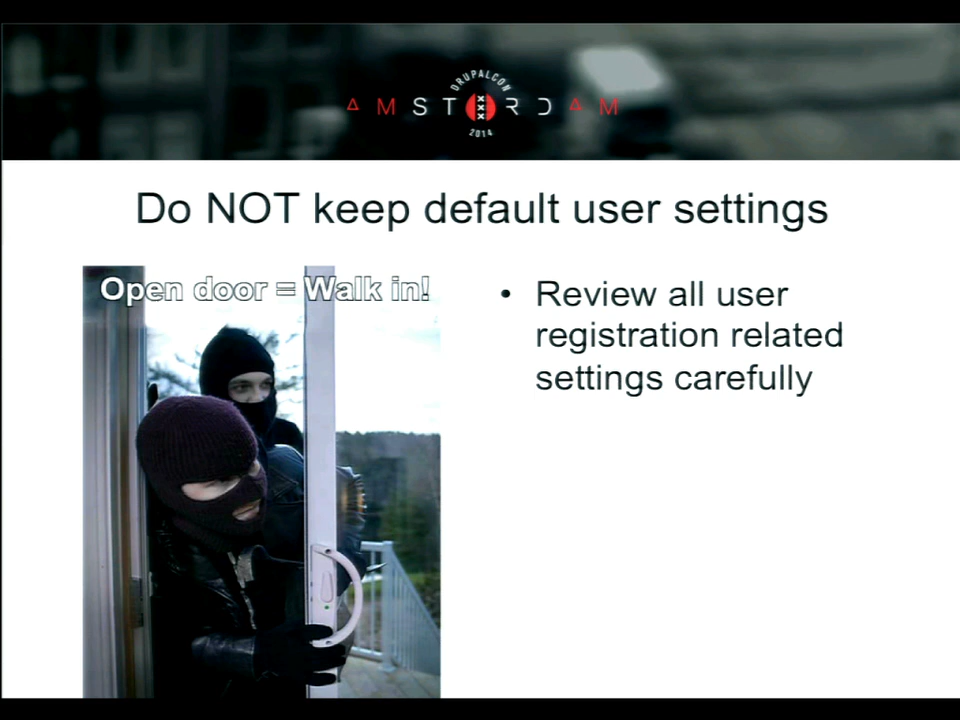 DRUPALCON
AMSTERDAM
2014
Do NOT keep default user settings
Open door = Walk in!
• Review all user
registration related
settings carefully